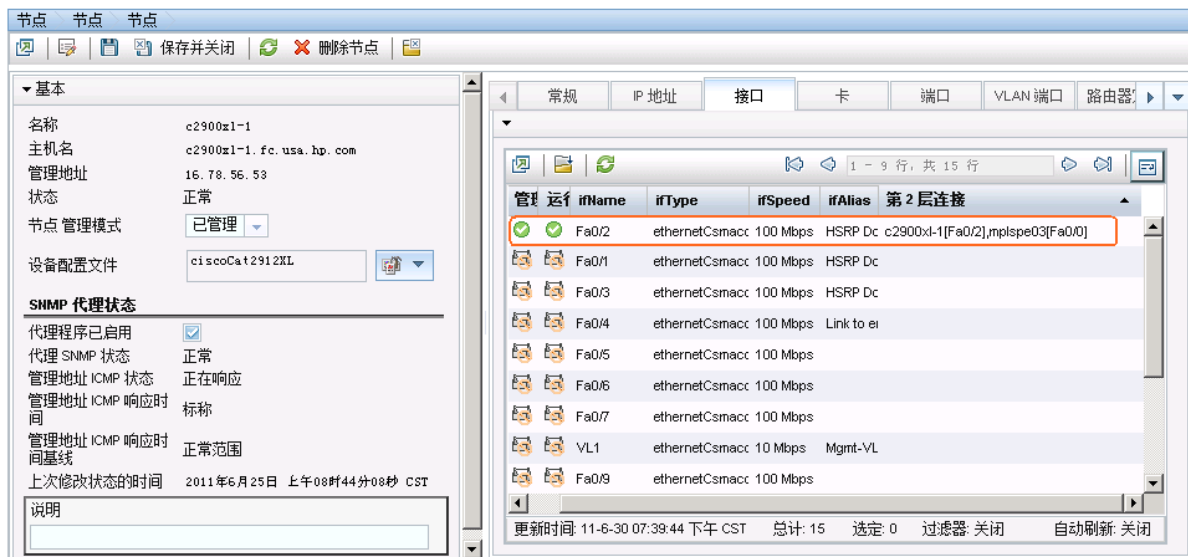 节点 节点 节点
保存并关闭 删除节点
基本
名称 c2900xl-1
主机名 c2900xl-1.fc.usa.hp.com
管理地址 16.78.56.53
状态 正常
节点 管理模式 已管理
设备配置文件 ciscoCat2912XL
SNMP 代理状态
代理程序已启用
代理 SNMP 状态 正常
管理地址 ICMP 状态 正在响应
管理地址 ICMP 响应时间 标称
管理地址 ICMP 响应时间基线 正常范围
上次修改状态的时间 2011年6月25日 上午08时44分08秒 CST
说明
常规 IP 地址 接口 卡 端口 VLAN 端口 路由器
1 - 9 行, 共 15 行
管理 运行 ifName ifType ifSpeed ifAlias 第 2 层连接
Fa0/2 ethernetCsmacc 100 Mbps HSRP Dc c2900xl-1[Fa0/2],mplspe03[Fa0/0]
Fa0/1 ethernetCsmacc 100 Mbps HSRP Dc
Fa0/3 ethernetCsmacc 100 Mbps HSRP Dc
Fa0/4 ethernetCsmacc 100 Mbps Link to er
Fa0/5 ethernetCsmacc 100 Mbps
Fa0/6 ethernetCsmacc 100 Mbps
Fa0/7 ethernetCsmacc 100 Mbps
VL1 ethernetCsmacc 10 Mbps Mgmt-VL
Fa0/9 ethernetCsmacc 100 Mbps
更新时间: 11-6-30 07:39:44 下午 CST 总计: 15 选定: 0 过滤器: 关闭 自动刷新: 关闭